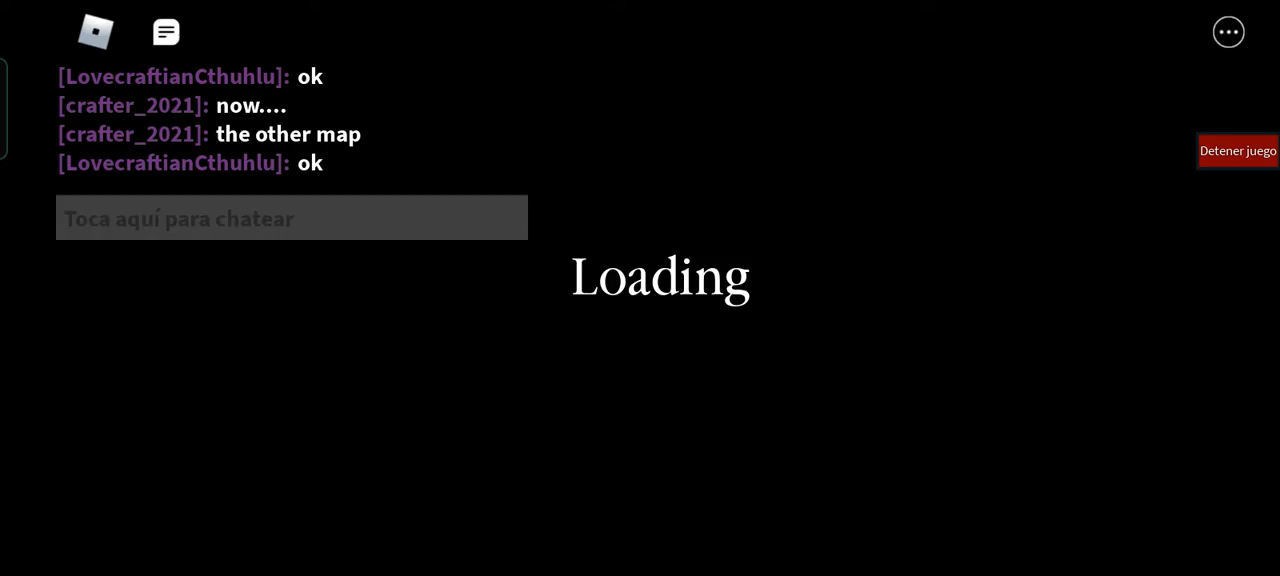 [LovecraftianCthuhlu]: ok
[crafter_2021]: now....
[crafter_2021]: the other map
[LovecraftianCthuhlu]: ok
Detener juego
Toca aquí para chatear
Loading